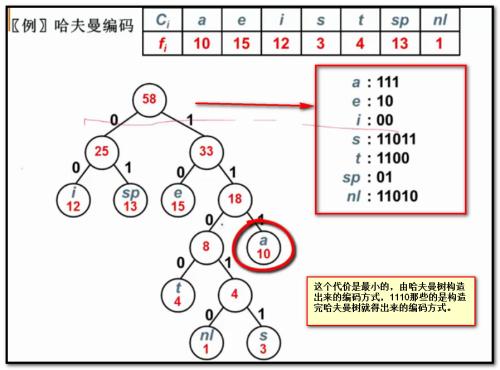 〖例〗哈夫曼编码
Ci a e i s t sp nl
fi 10 15 12 3 4 13 1
58
0 1
25 33
0 1 0 1
i 12 sp 13 e 15 18
0 1
8 a 10
0 1
t 4 4
0 1
nl 1 s 3
a : 111
e : 10
i : 00
s : 11011
t : 1100
sp : 01
nl : 11010
这个代价是最小的，由哈夫曼树构造
出来的编码方式，1110那些的是构造
完哈夫曼树就得出来的编码方式。